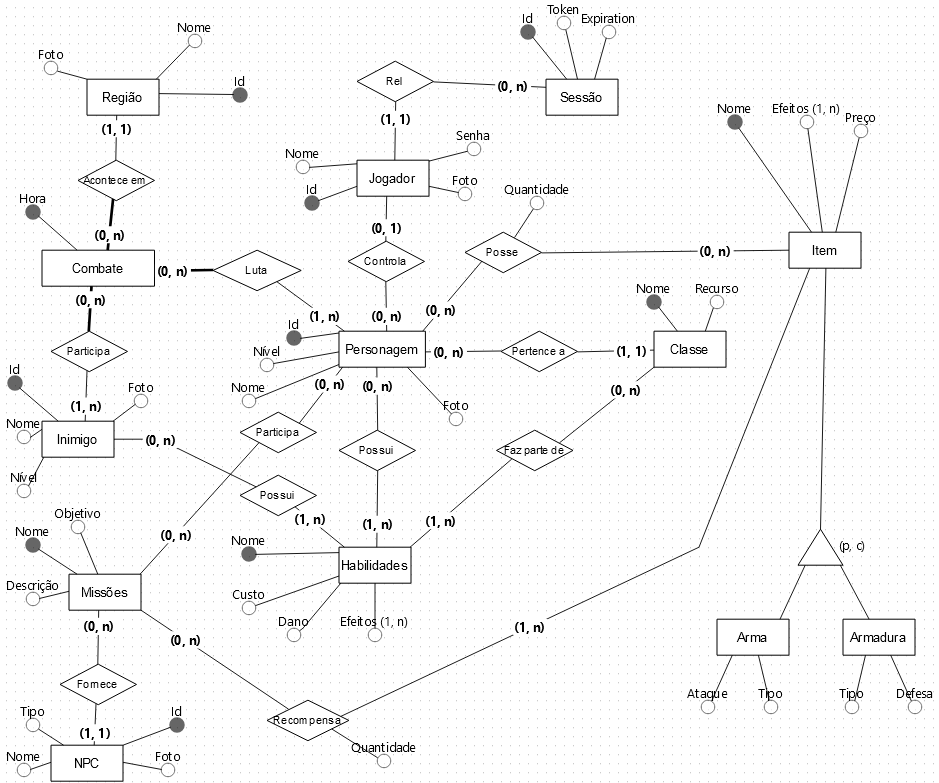 Token
Id
Expiration
Nome
Foto
Id
Rel
(0, n)
Sessão
Região
(1, 1)
(1, 1)
Nome
Efeitos (1, n)
Preço
Senha
Nome
Jogador
Id
Foto
Acontece em
Quantidade
Hora
(0, 1)
(0, n)
Posse
(0, n)
Item
Combate
(0, n)
Luta
Controla
(0, n)
Nome
Recurso
(1, n)
(0, n)
(0, n)
Id
Participa
Nível
Personagem
(0, n)
Pertence a
(1, 1)
Classe
Id
Foto
Nome
(0, n)
(0, n)
(0, n)
(1, n)
Foto
Nome
Inimigo
(0, n)
Participa
Possui
Faz parte de
Nível
Possui
Objetivo
(1, n)
(1, n)
(1, n)
Nome
(0, n)
Nome
(p, c)
Habilidades
Descrição
Missões
Custo
Dano
Efeitos (1, n)
(0, n)
(0, n)
(1, n)
Arma
Armadura
Fornece
Ataque
Tipo
Tipo
Defesa
Tipo
(1, 1)
Id
Recompensa
Quantidade
Nome
NPC
Foto